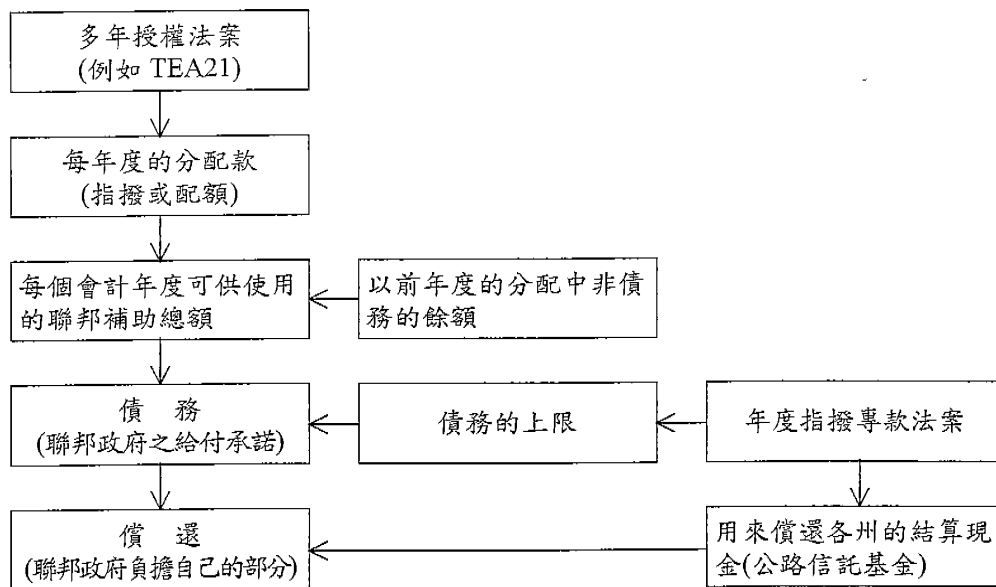 多年授權法案
(例如 TEA21)
每年度的分配款
(指撥或配額)
每個會計年度可供使用
的聯邦補助總額
以前年度的分配中非債
務的餘額
債 務
(聯邦政府之給付承諾)
債務的上限
年度指撥專款法案
償 還
(聯邦政府負擔自己的部分)
用來償還各州的結算現
金(公路信託基金)